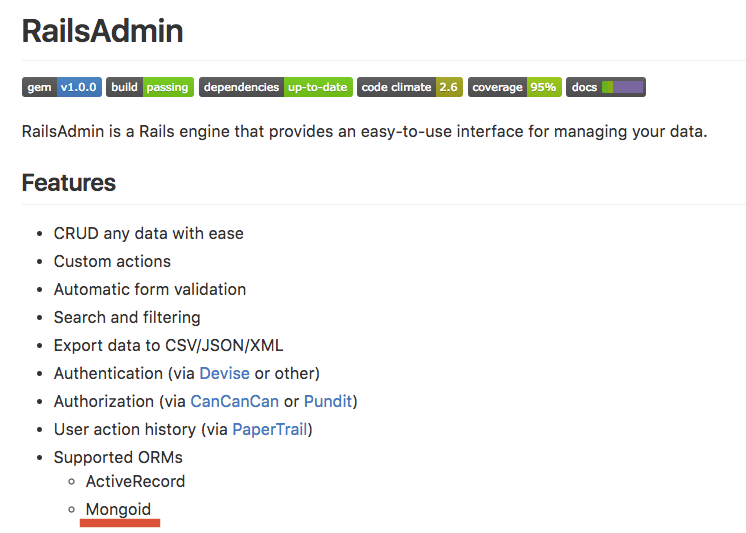 RailsAdmin
gem v1.0.0 build passing dependencies up-to-date code climate 2.6 coverage 95% docs
RailsAdmin is a Rails engine that provides an easy-to-use interface for managing your data.
Features
CRUD any data with ease
Custom actions
Automatic form validation
Search and filtering
Export data to CSV/JSON/XML
Authentication (via Devise or other)
Authorization (via CanCanCan or Pundit)
User action history (via PaperTrail)
Supported ORMs
ActiveRecord
Mongoid